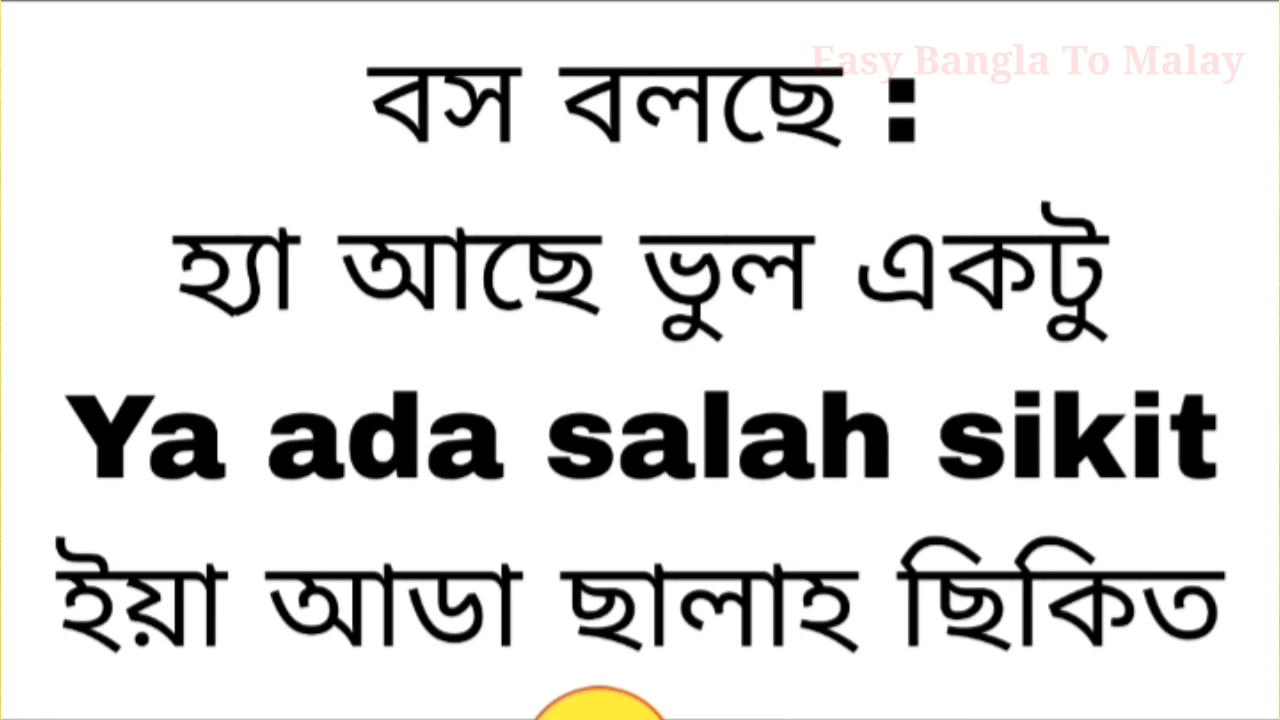 Easy Bangla To Malay
বস বলছে :
হ্যা আছে ভুল একটু
Ya ada salah sikit
ইয়া আডা ছালাহ ছিকিত